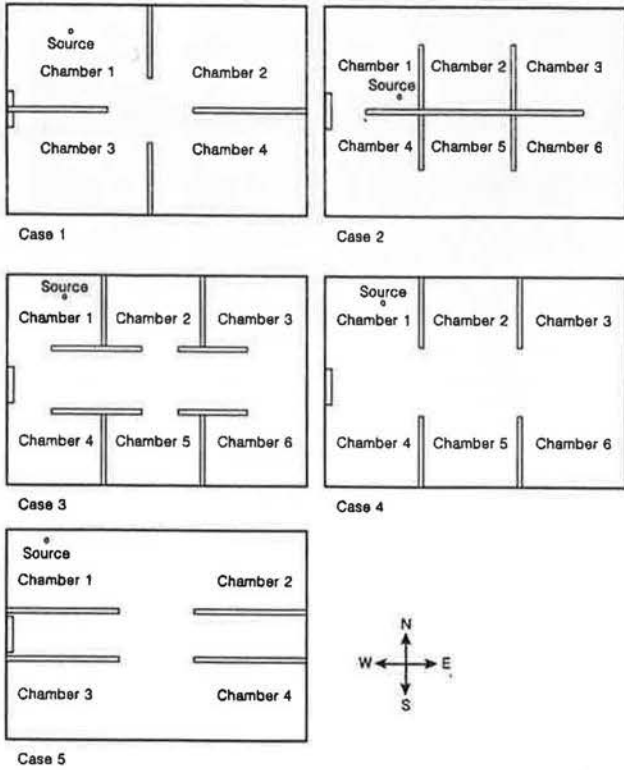 Source
Chamber 1 Chamber 2
Chamber 3 Chamber 4
Case 1
Chamber 1 Chamber 2 Chamber 3
Source
Chamber 4 Chamber 5 Chamber 6
Case 2
Source
Chamber 1 Chamber 2 Chamber 3
Chamber 4 Chamber 5 Chamber 6
Case 3
Source
Chamber 1 Chamber 2 Chamber 3
Chamber 4 Chamber 5 Chamber 6
Case 4
Source
Chamber 1 Chamber 2
Chamber 3 Chamber 4
Case 5
N
W E
S